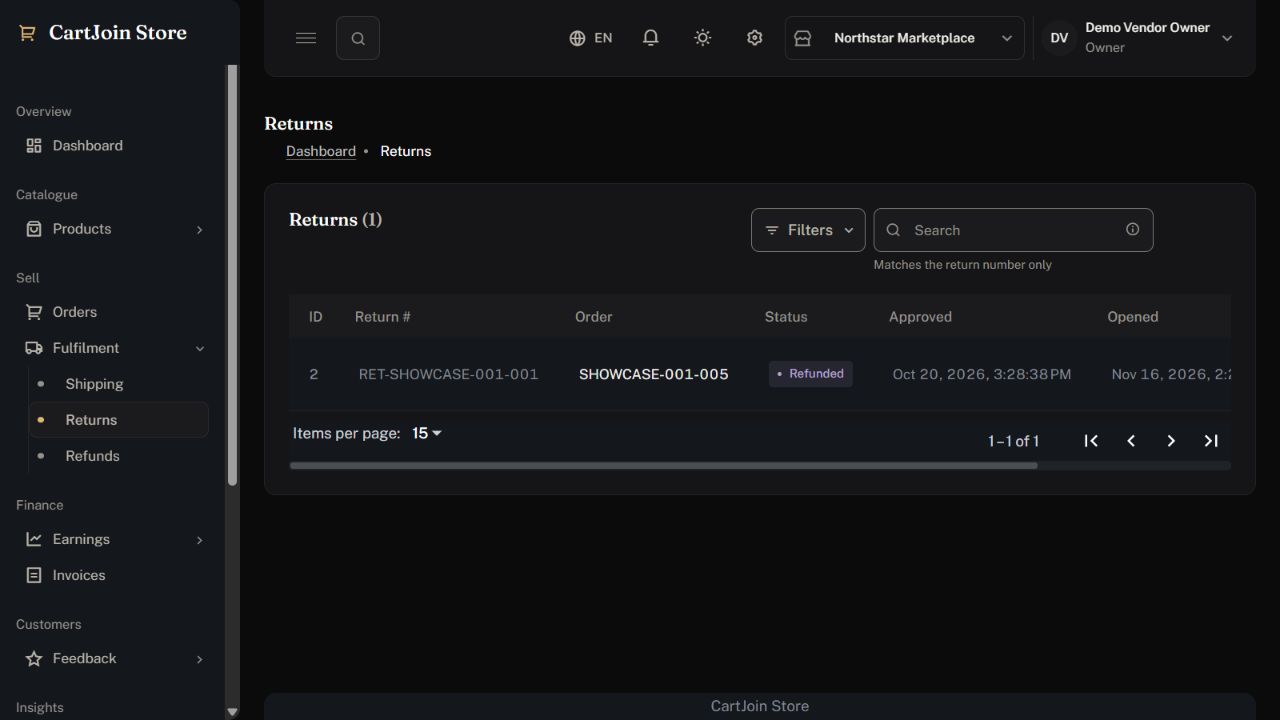 CartJoin Store
EN
Northstar Marketplace
DV
Demo Vendor Owner
Owner
Overview
Dashboard
Catalogue
Products
Sell
Orders
Fulfilment
Shipping
Returns
Refunds
Finance
Earnings
Invoices
Customers
Feedback
Insights
Returns
Dashboard • Returns
Returns (1)
Filters
Search
Matches the return number only
ID Return # Order Status Approved Opened
2 RET-SHOWCASE-001-001 SHOWCASE-001-005 • Refunded Oct 20, 2026, 3:28:38 PM Nov 16, 2026, 2:2
Items per page: 15
1–1 of 1
CartJoin Store